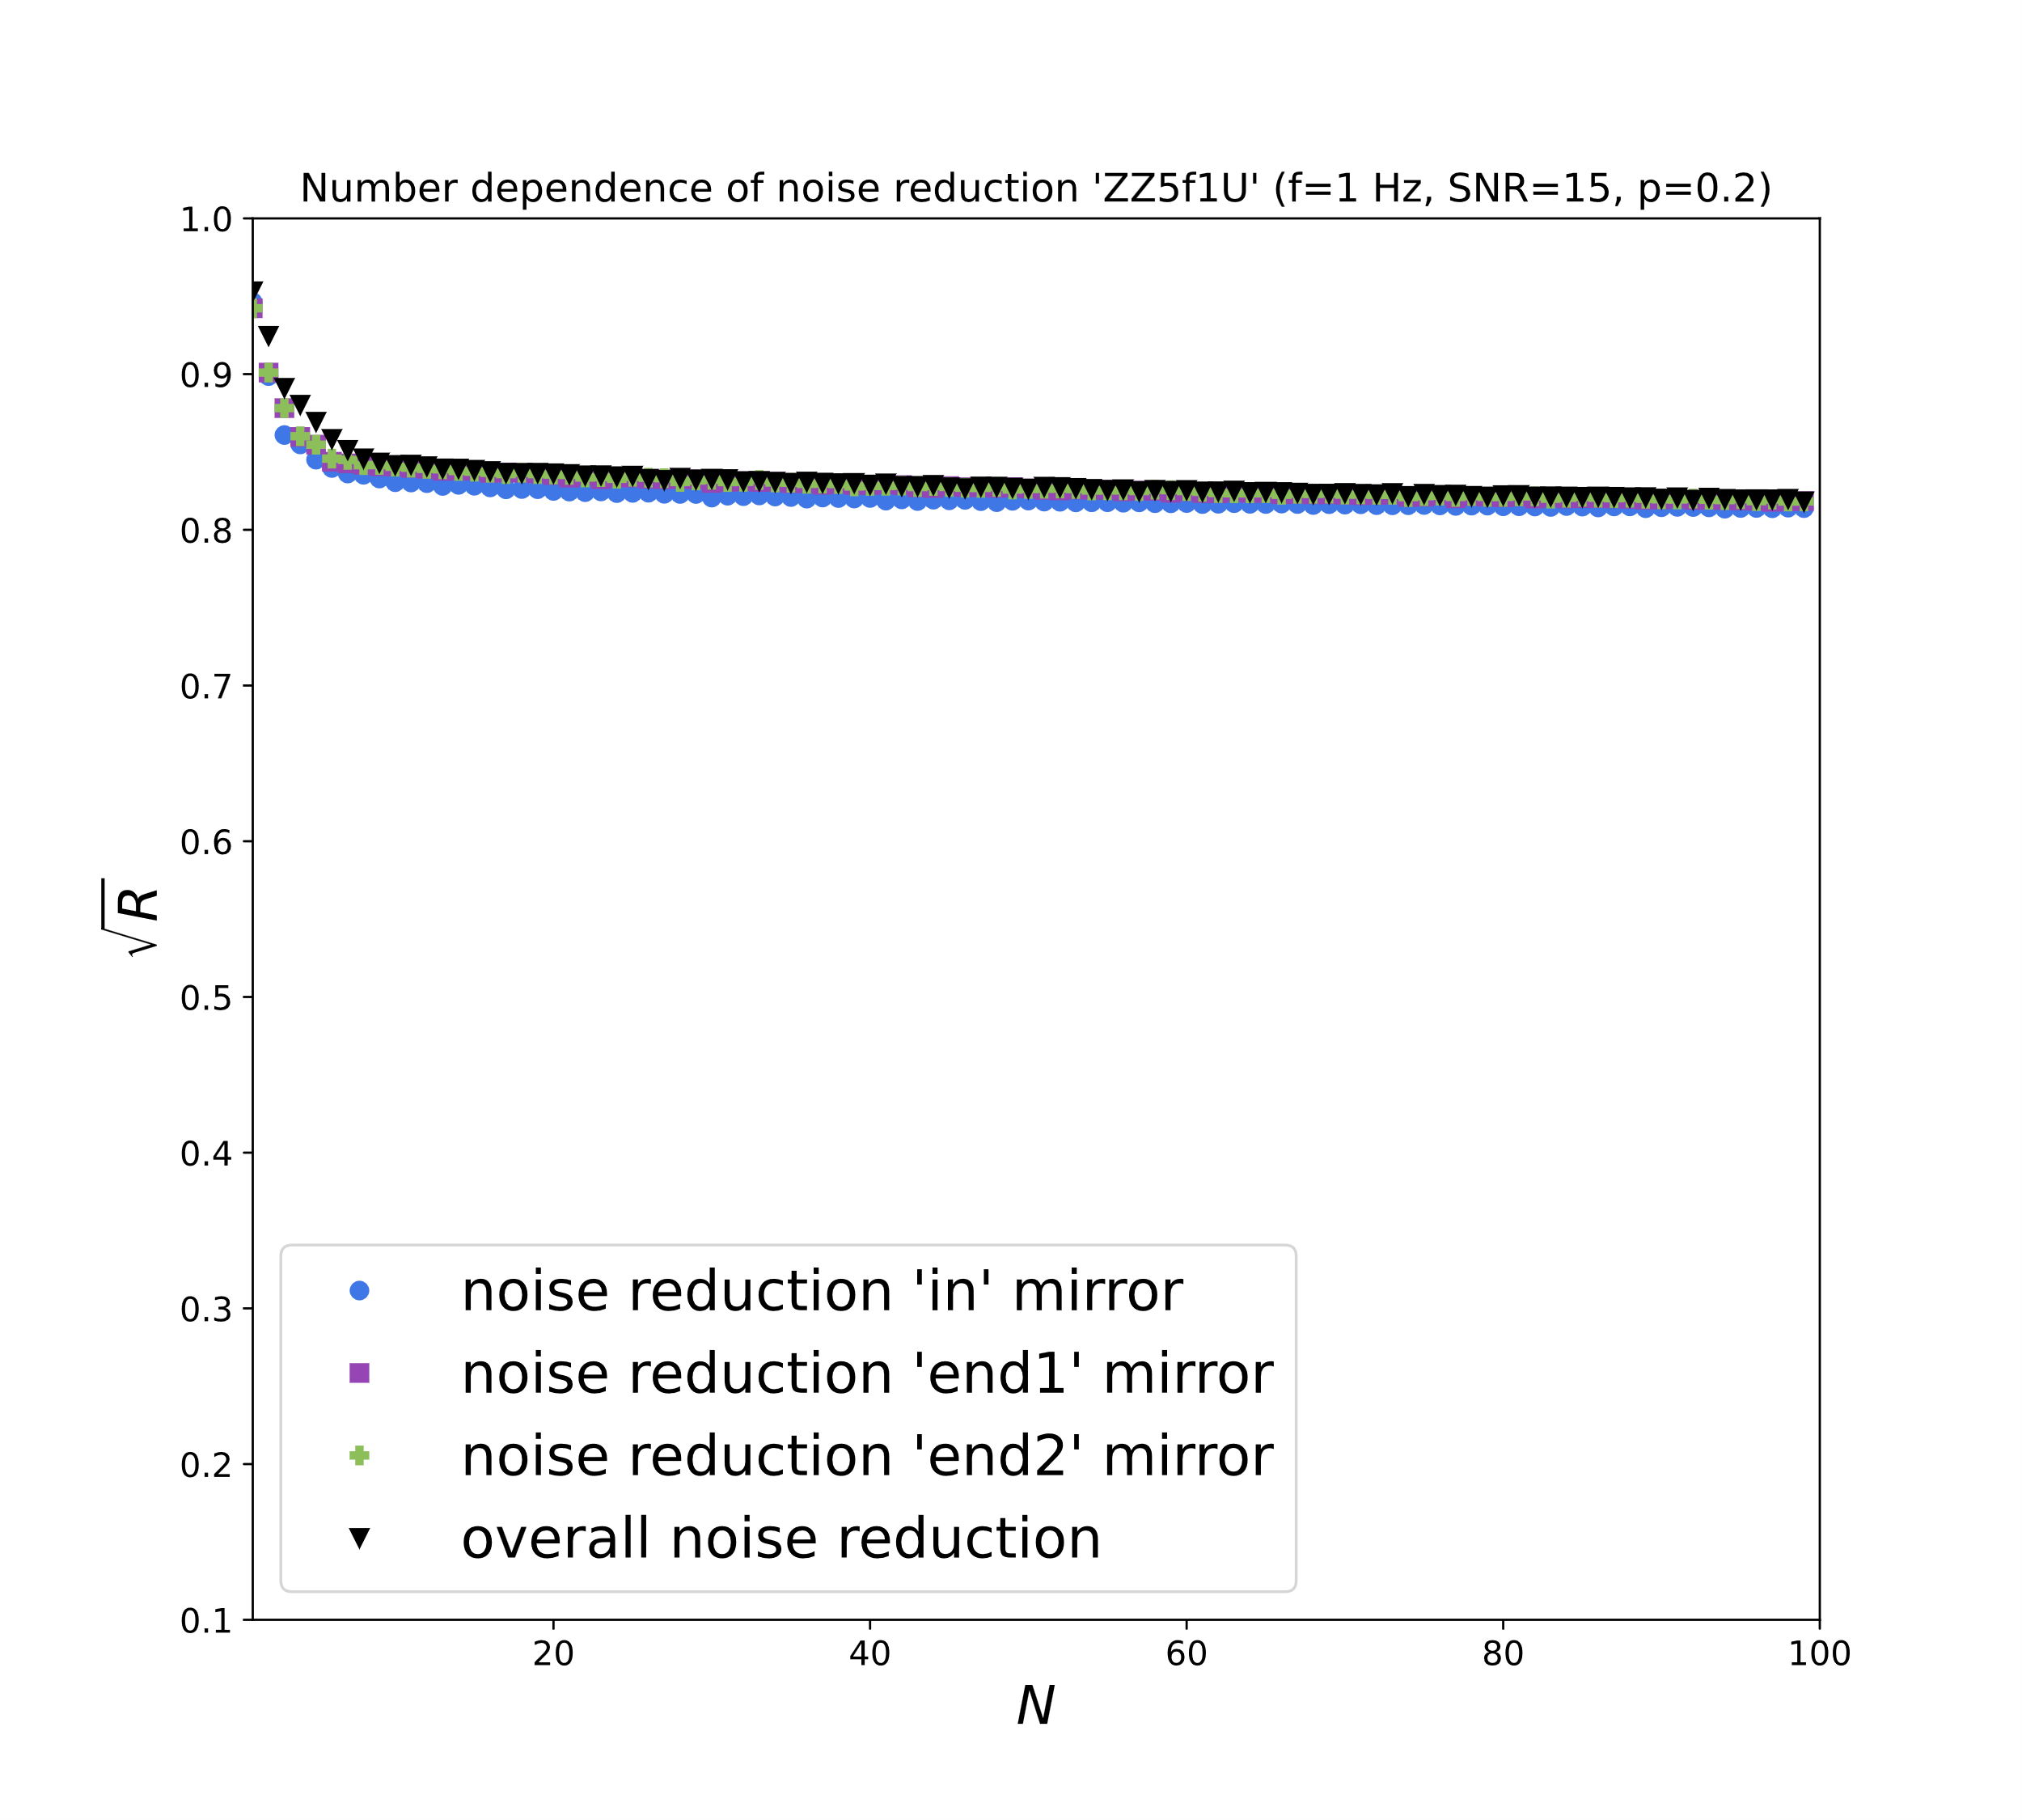 Number dependence of noise reduction 'ZZ5f1U' (f=1 Hz, SNR=15, p=0.2)
1.0
0.9
0.8
0.7
0.6
0.5
0.4
0.3
0.2
0.1
√R
noise reduction 'in' mirror
noise reduction 'end1' mirror
noise reduction 'end2' mirror
overall noise reduction
20 40 60 80 100
N